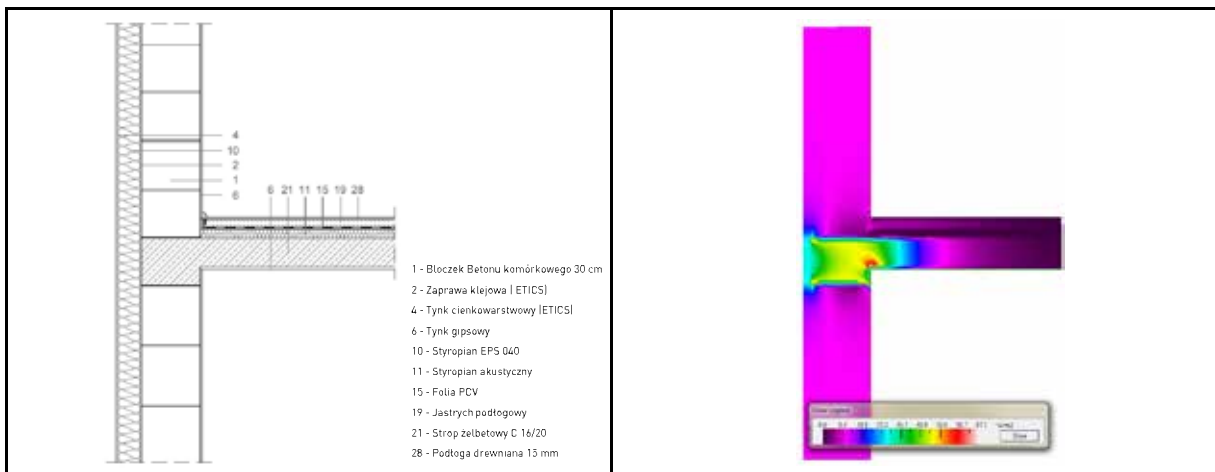 4
10
2
1
6
6 21 11 15 19 28
1 - Bloczek Betonu komórkowego 30 cm
2 - Zaprawa klejowa ( ETICS)
4 - Tynk cienkowarstwowy (ETICS)
6 - Tynk gipsowy
10 - Styropian EPS 040
11 - Styropian akustyczny
15 - Folia PCV
19 - Jastrych podłogowy
21 - Strop żelbetowy C 16/20
28 - Podłoga drewniana 15 mm